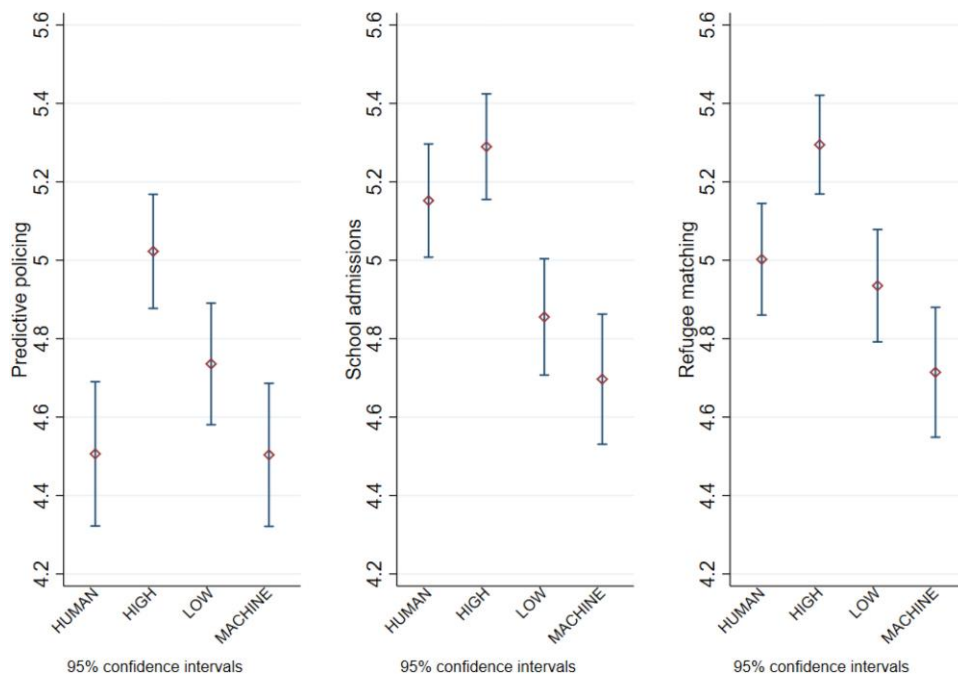 Predictive policing
5.6
5.4
5.2
5
4.8
4.6
4.4
4.2
HUMAN
HIGH
LOW
MACHINE
95% confidence intervals
School admissions
5.6
5.4
5.2
5
4.8
4.6
4.4
4.2
HUMAN
HIGH
LOW
MACHINE
95% confidence intervals
Refugee matching
5.6
5.4
5.2
5
4.8
4.6
4.4
4.2
HUMAN
HIGH
LOW
MACHINE
95% confidence intervals